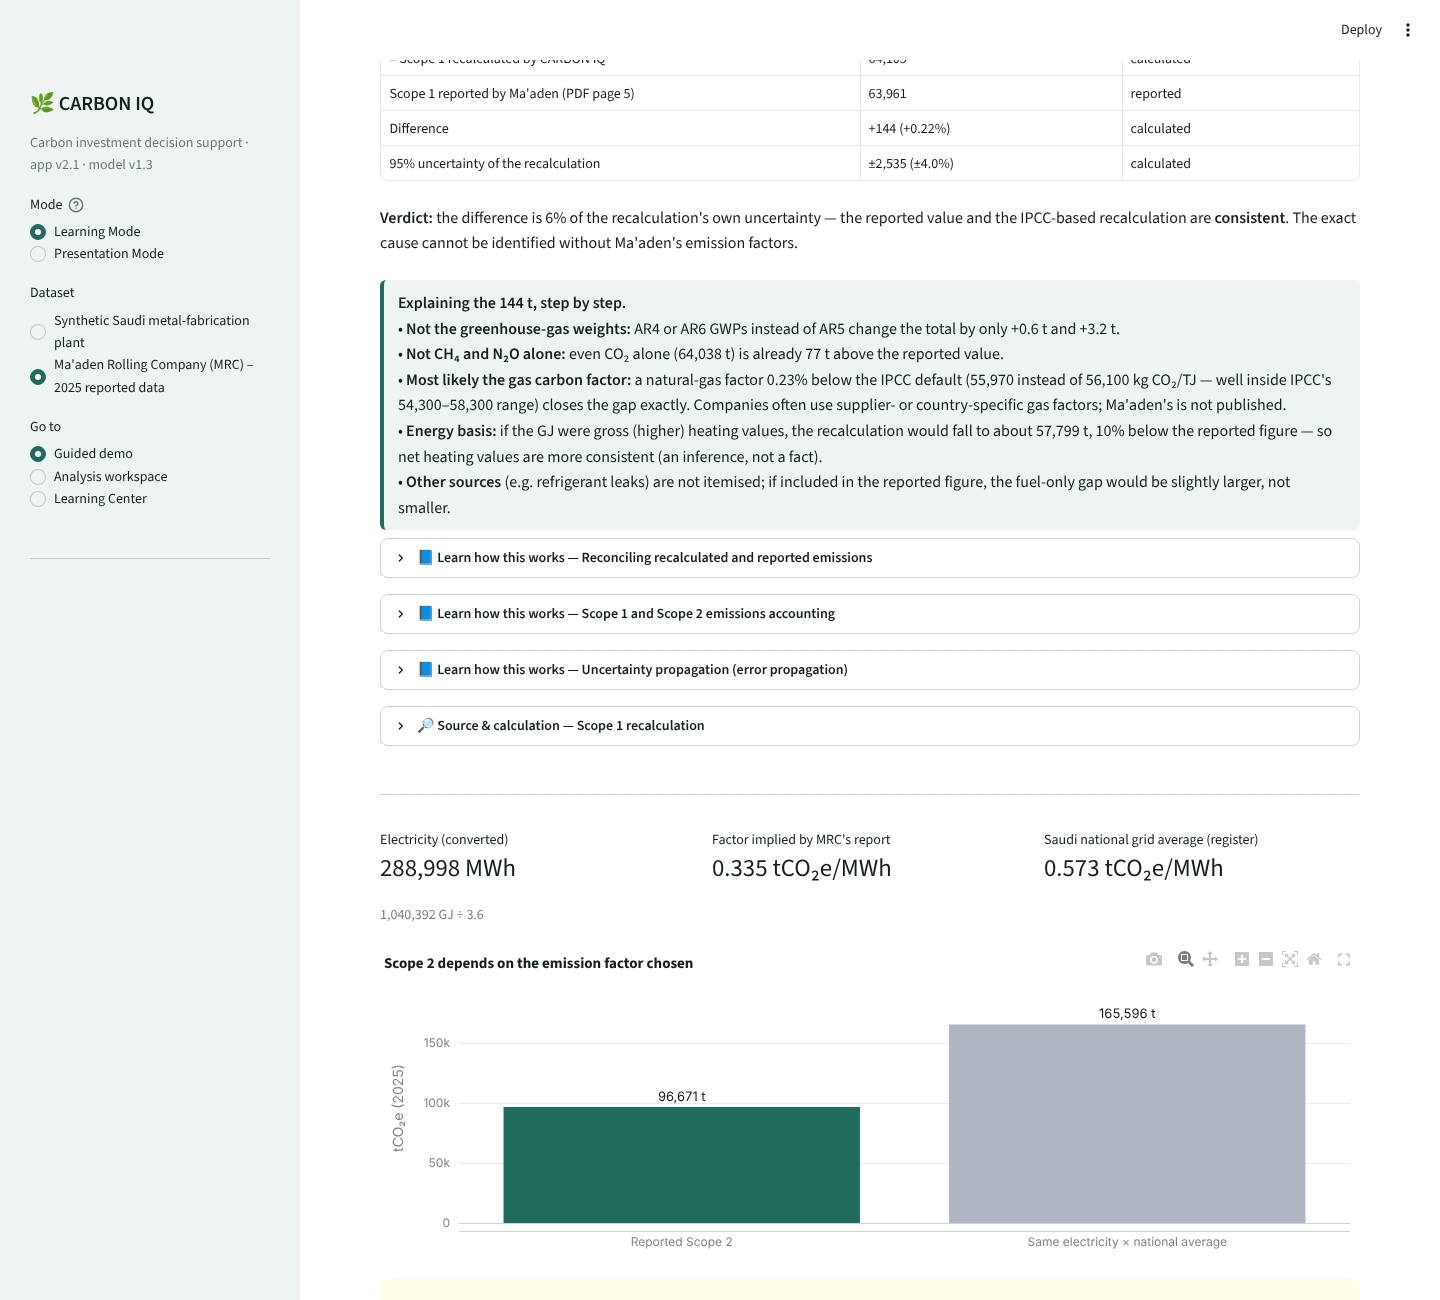 Deploy
🌿 CARBON IQ
Carbon investment decision support ·
app v2.1 · model v1.3
Mode
Learning Mode
Presentation Mode
Dataset
Synthetic Saudi metal-fabrication
plant
Ma'aden Rolling Company (MRC) –
2025 reported data
Go to
Guided demo
Analysis workspace
Learning Center
– Scope 1 recalculated by CARBON IQ 64,105 calculated
Scope 1 reported by Ma'aden (PDF page 5) 63,961 reported
Difference +144 (+0.22%) calculated
95% uncertainty of the recalculation ±2,535 (±4.0%) calculated
Verdict: the difference is 6% of the recalculation's own uncertainty — the reported value and the IPCC-based recalculation are consistent. The exact
cause cannot be identified without Ma'aden's emission factors.
Explaining the 144 t, step by step.
• Not the greenhouse-gas weights: AR4 or AR6 GWPs instead of AR5 change the total by only +0.6 t and +3.2 t.
• Not CH₄ and N₂O alone: even CO₂ alone (64,038 t) is already 77 t above the reported value.
• Most likely the gas carbon factor: a natural-gas factor 0.23% below the IPCC default (55,970 instead of 56,100 kg CO₂/TJ — well inside IPCC's
54,300–58,300 range) closes the gap exactly. Companies often use supplier- or country-specific gas factors; Ma'aden's is not published.
• Energy basis: if the GJ were gross (higher) heating values, the recalculation would fall to about 57,799 t, 10% below the reported figure — so
net heating values are more consistent (an inference, not a fact).
• Other sources (e.g. refrigerant leaks) are not itemised; if included in the reported figure, the fuel-only gap would be slightly larger, not
smaller.
📘 Learn how this works — Reconciling recalculated and reported emissions
📘 Learn how this works — Scope 1 and Scope 2 emissions accounting
📘 Learn how this works — Uncertainty propagation (error propagation)
🔎 Source & calculation — Scope 1 recalculation
Electricity (converted) Factor implied by MRC's report Saudi national grid average (register)
288,998 MWh 0.335 tCO₂e/MWh 0.573 tCO₂e/MWh
1,040,392 GJ ÷ 3.6
Scope 2 depends on the emission factor chosen
165,596 t
150k
96,671 t
100k
50k
0
tCO₂e (2025)
Reported Scope 2 Same electricity × national average